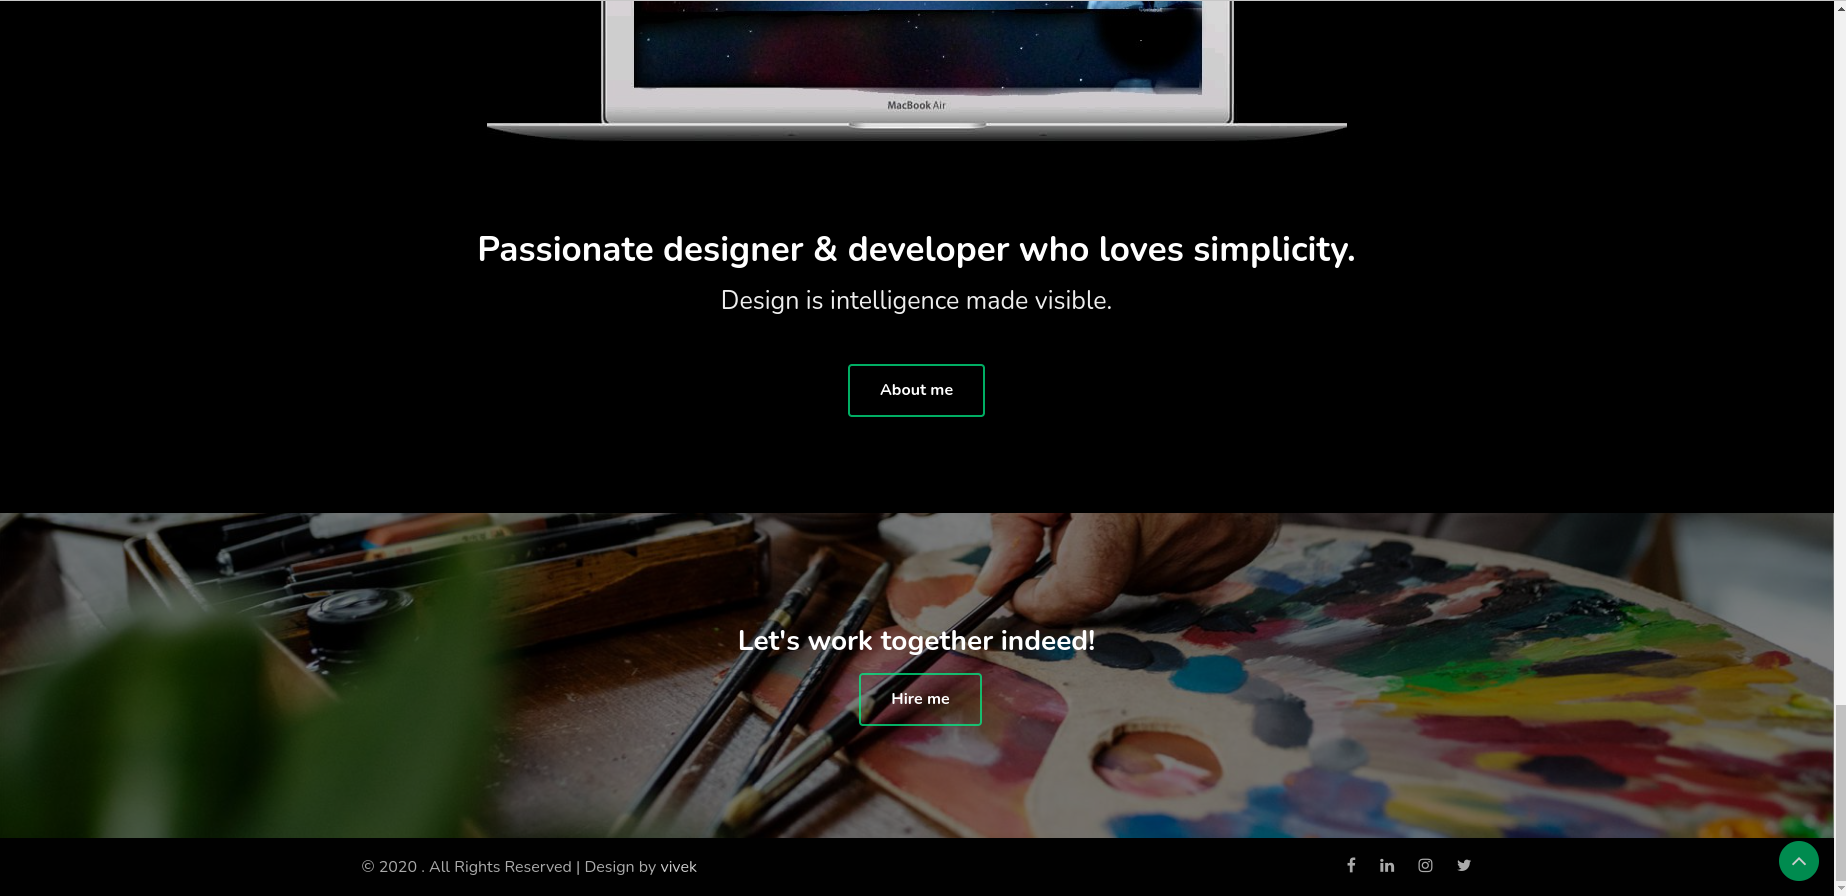 MacBook Air
Passionate designer & developer who loves simplicity.
Design is intelligence made visible.
About me
Let's work together indeed!
Hire me
© 2020 . All Rights Reserved | Design by vivek